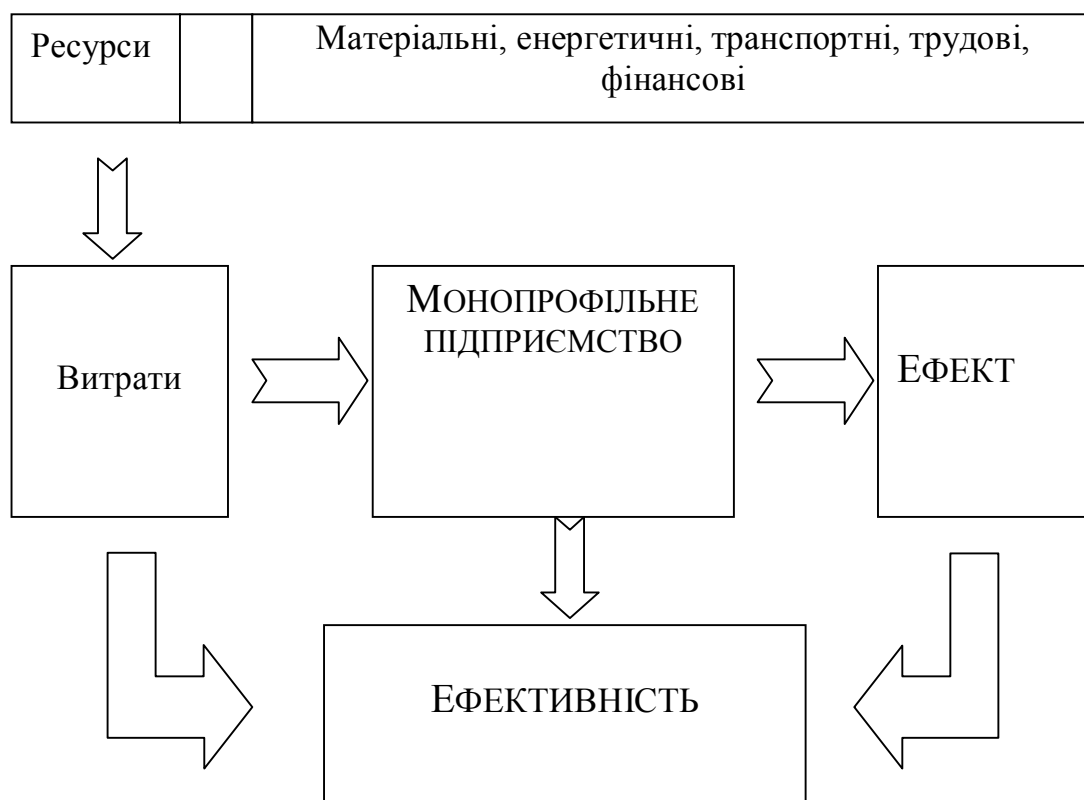 Ресурси
Матеріальні, енергетичні, транспортні, трудові,
фінансові
Витрати
МОНОПРОФІЛЬНЕ
ПІДПРИЄМСТВО
ЕФЕКТ
ЕФЕКТИВНІСТЬ